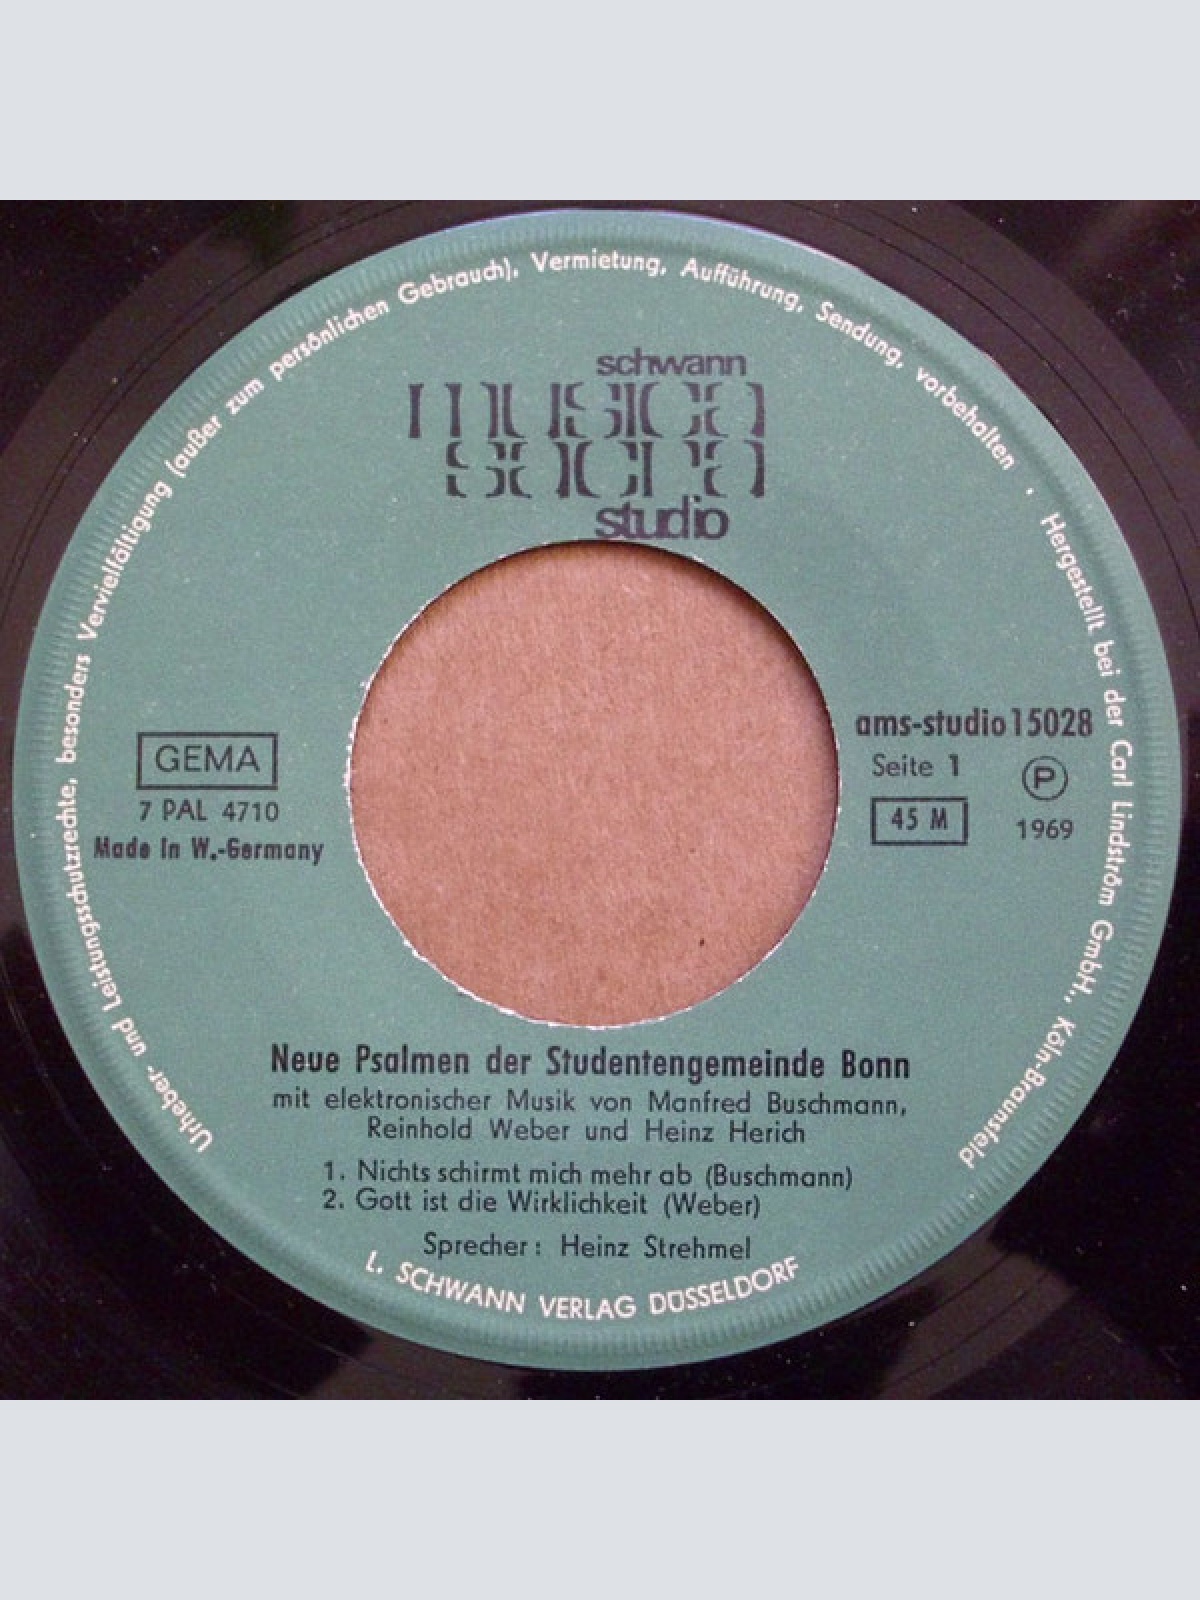 Urheber- und Leistungsschutzrechte, besonders Vervielfältigung (außer zum persönlichen Gebrauch), Vermietung, Aufführung, Sendung, vorbehalten · Hergestellt bei der Carl Lindström GmbH., Köln-Braunsfeld
schwann
musica
sacra
studio
GEMA
7 PAL 4710
Made in W.-Germany
ams-studio 15028
Seite 1
45 M
℗
1969
Neue Psalmen der Studentengemeinde Bonn
mit elektronischer Musik von Manfred Buschmann,
Reinhold Weber und Heinz Herich
1. Nichts schirmt mich mehr ab (Buschmann)
2. Gott ist die Wirklichkeit (Weber)
Sprecher: Heinz Strehmel
L. SCHWANN VERLAG DÜSSELDORF